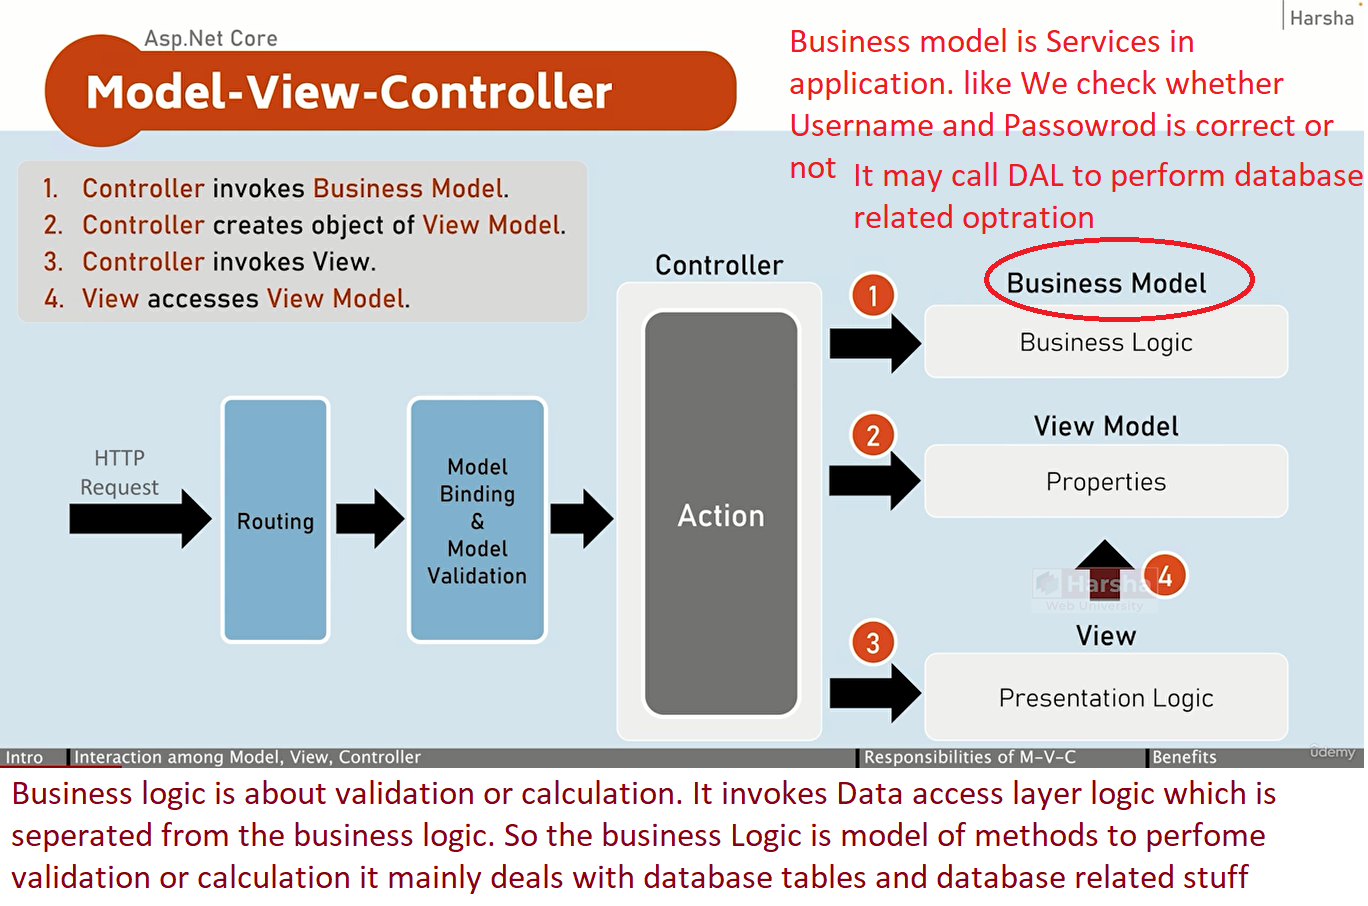 Asp.Net Core
Harsha
Model-View-Controller
Business model is Services in
application. like We check whether
Username and Passowrod is correct or
not
It may call DAL to perform database
related optration
1. Controller invokes Business Model.
2. Controller creates object of View Model.
3. Controller invokes View.
4. View accesses View Model.
HTTP
Request
Routing
Model
Binding
&
Model
Validation
Controller
Action
1
Business Model
Business Logic
2
View Model
Properties
4
Harsha
Web University
3
View
Presentation Logic
Intro
Interaction among Model, View, Controller
Responsibilities of M-V-C
Benefits
ûdemy
Business logic is about validation or calculation. It invokes Data access layer logic which is
seperated from the business logic. So the business Logic is model of methods to perfome
validation or calculation it mainly deals with database tables and database related stuff